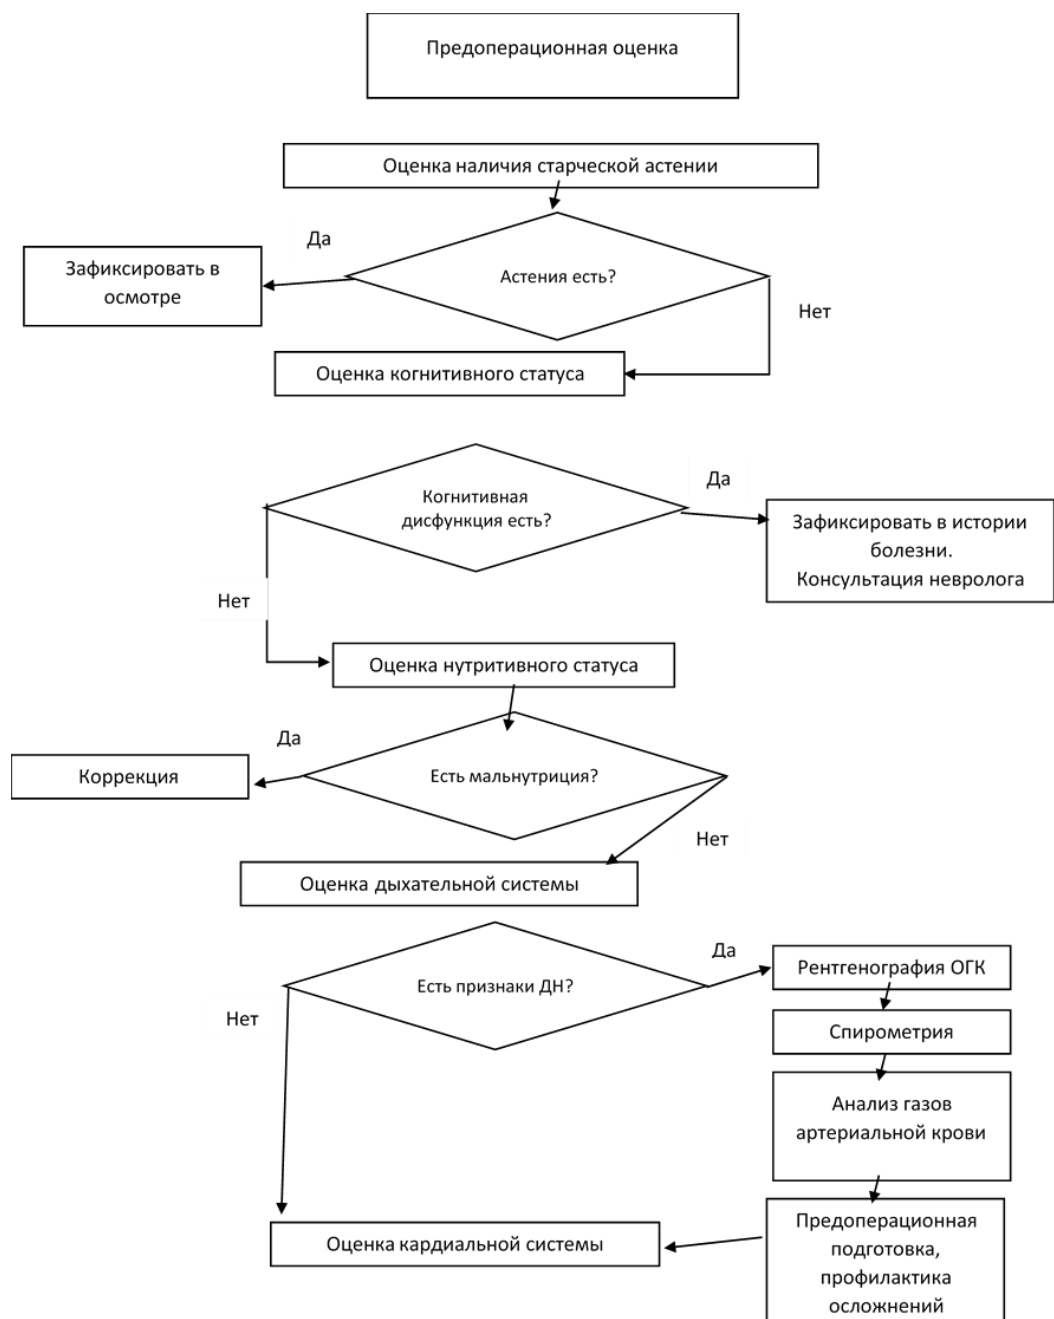 Предоперационная оценка
Оценка наличия старческой астении
Да
Зафиксировать в
осмотре
Астения есть?
Нет
Оценка когнитивного статуса
Когнитивная
дисфункция есть?
Да
Зафиксировать в истории
болезни.
Консультация невролога
Нет
Оценка нутритивного статуса
Да
Коррекция
Есть мальнутриция?
Нет
Оценка дыхательной системы
Есть признаки ДН?
Да
Рентгенография ОГК
Нет
Спирометрия
Анализ газов
артериальной крови
Предоперационная
подготовка,
профилактика
осложнений
Оценка кардиальной системы